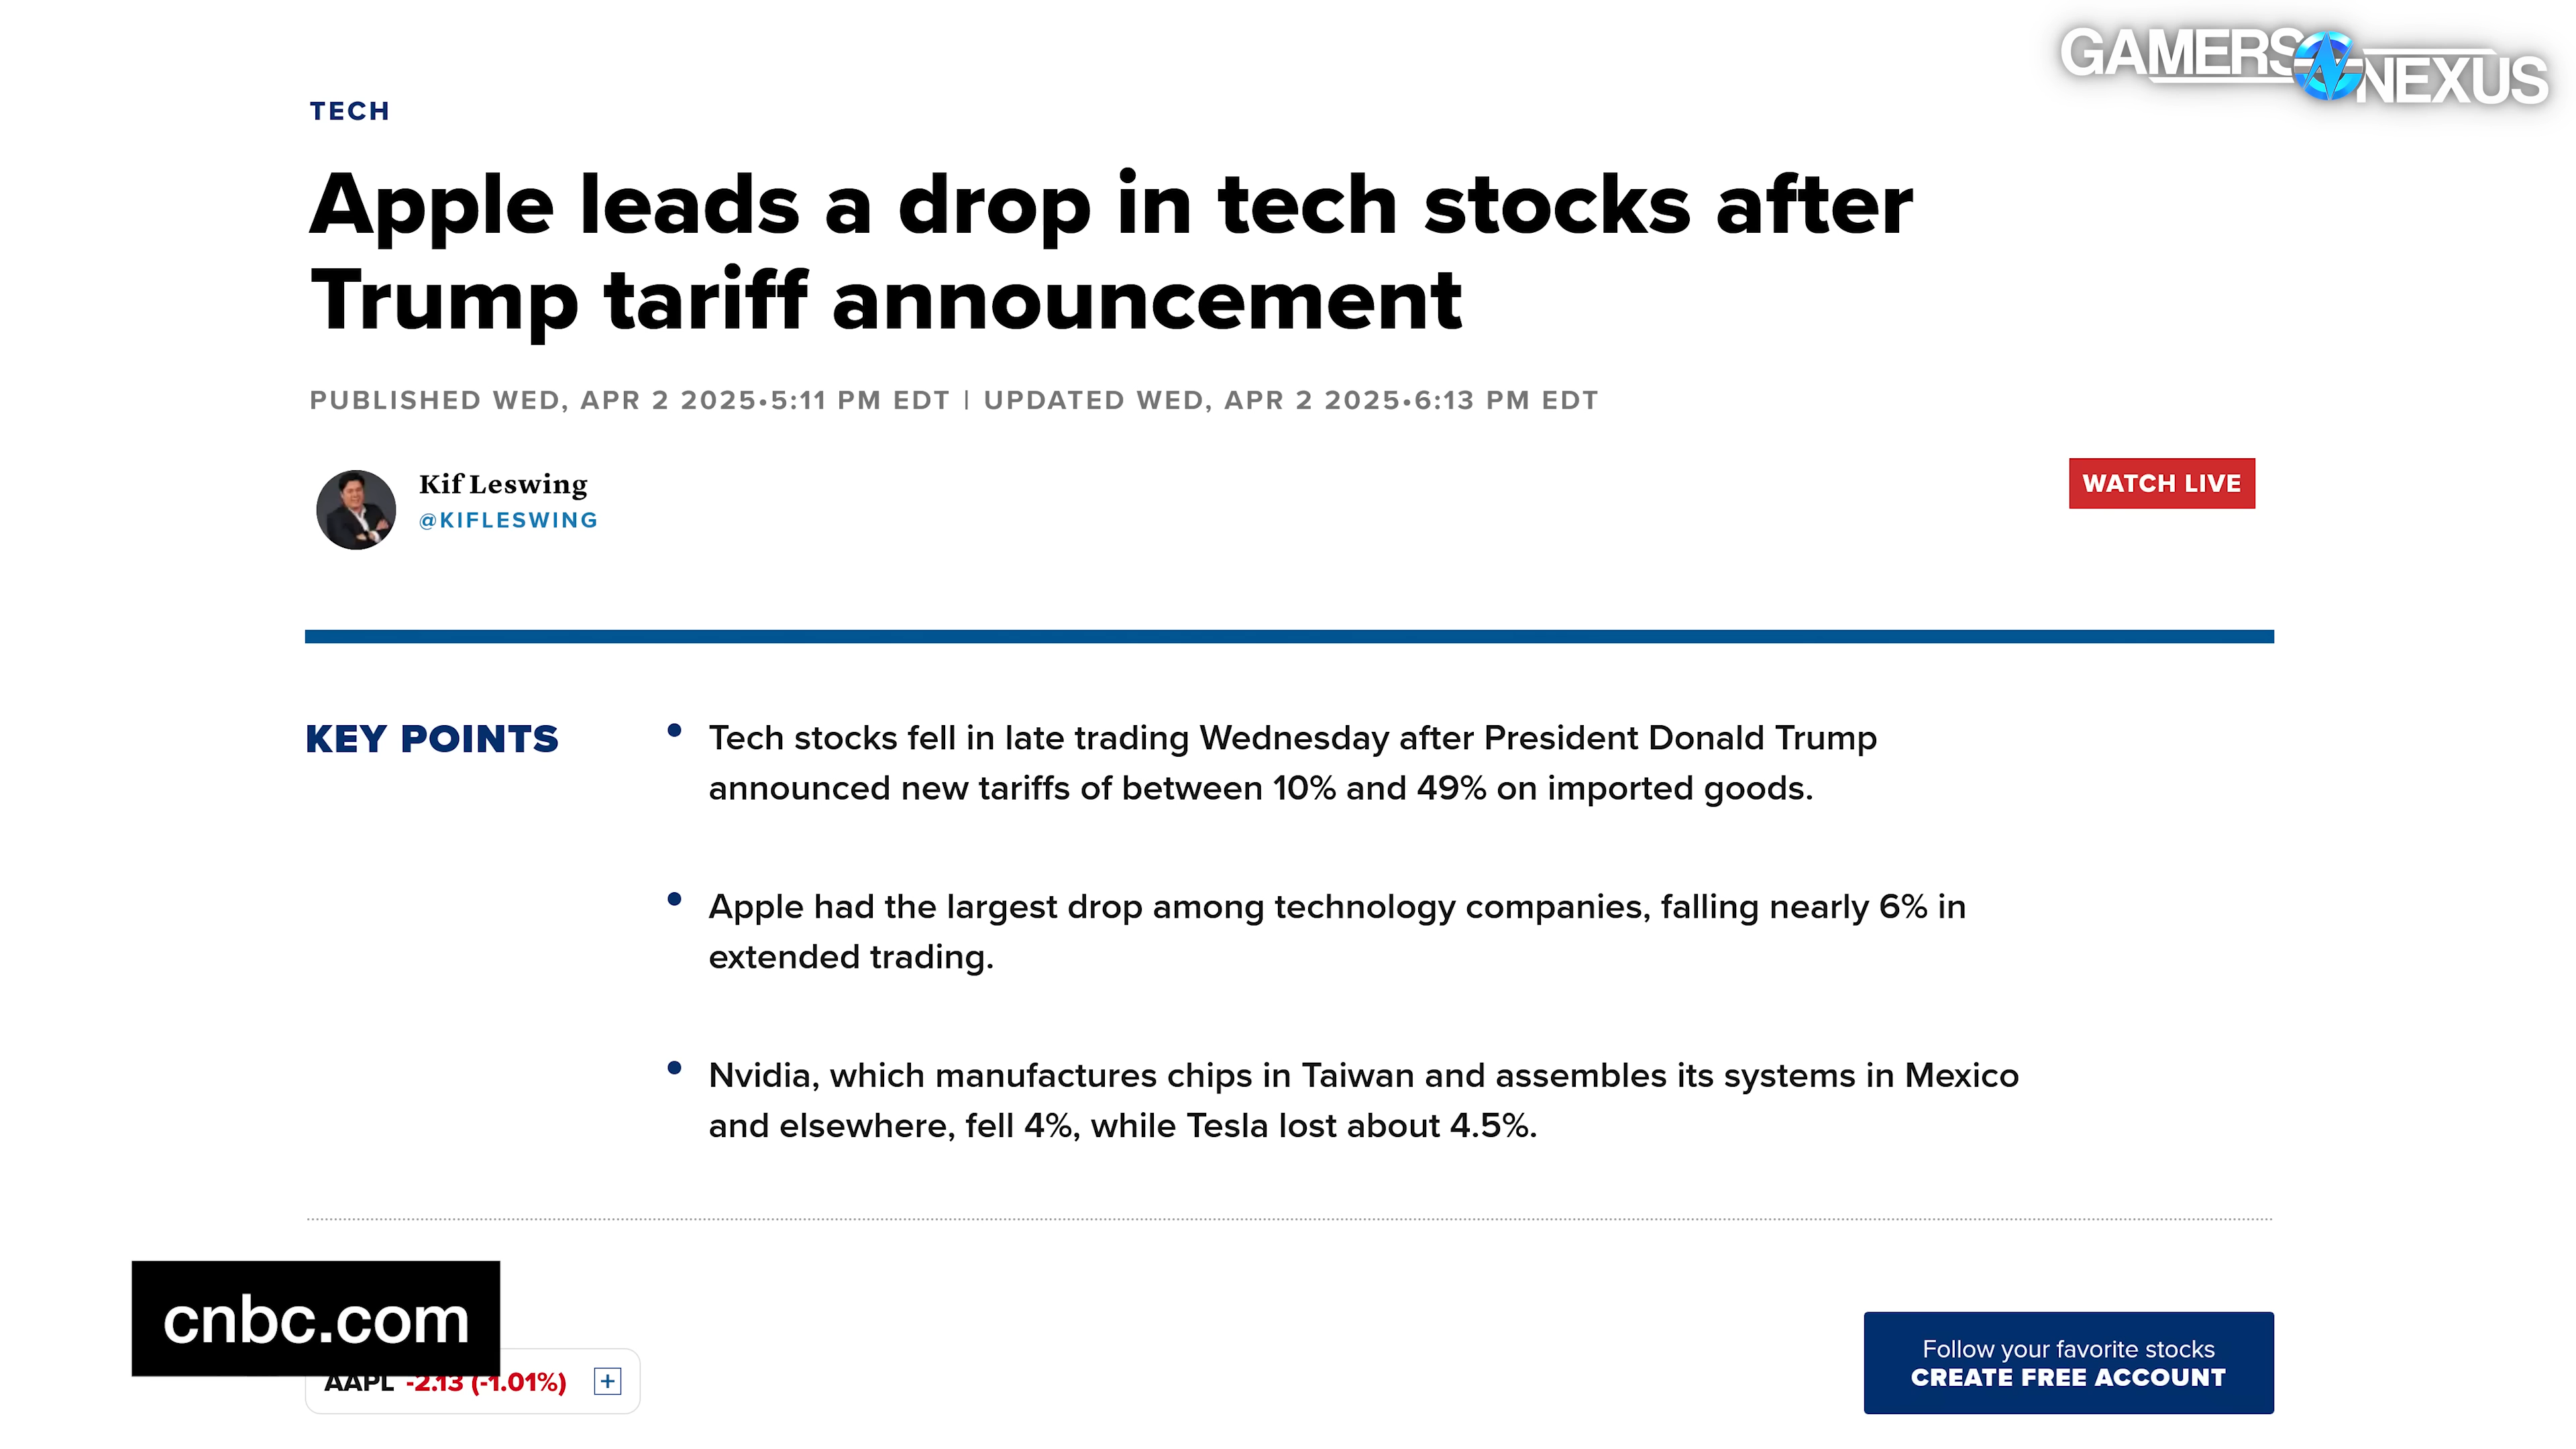 GAMERS NEXUS
TECH
Apple leads a drop in tech stocks after
Trump tariff announcement
PUBLISHED WED, APR 2 2025•5:11 PM EDT | UPDATED WED, APR 2 2025•6:13 PM EDT
Kif Leswing
@KIFLESWING
WATCH LIVE
KEY POINTS
• Tech stocks fell in late trading Wednesday after President Donald Trump
announced new tariffs of between 10% and 49% on imported goods.
• Apple had the largest drop among technology companies, falling nearly 6% in
extended trading.
• Nvidia, which manufactures chips in Taiwan and assembles its systems in Mexico
and elsewhere, fell 4%, while Tesla lost about 4.5%.
cnbc.com
AAPL -2.13 (-1.01%) +
Follow your favorite stocks
CREATE FREE ACCOUNT